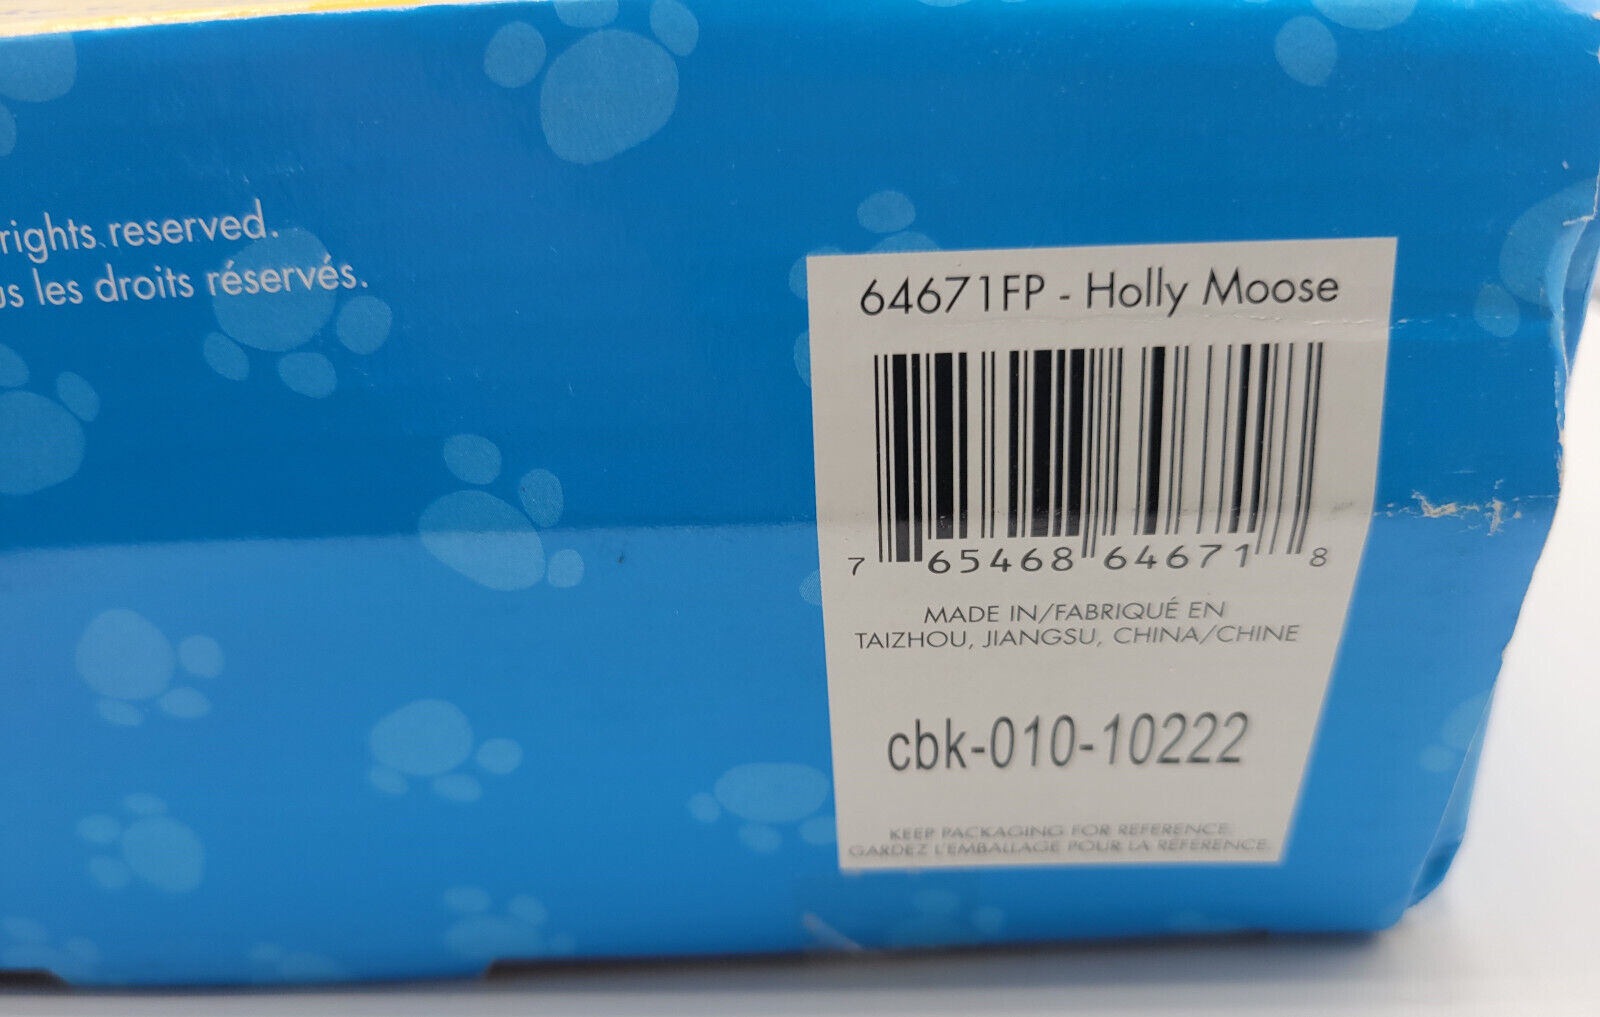 rights reserved.
us les droits réservés.
64671FP - Holly Moose
7 65468 64671 8
MADE IN/FABRIQUÉ EN
TAIZHOU, JIANGSU, CHINA/CHINE
cbk-010-10222
KEEP PACKAGING FOR REFERENCE.
GARDEZ L'EMBALLAGE POUR LA RÉFÉRENCE.